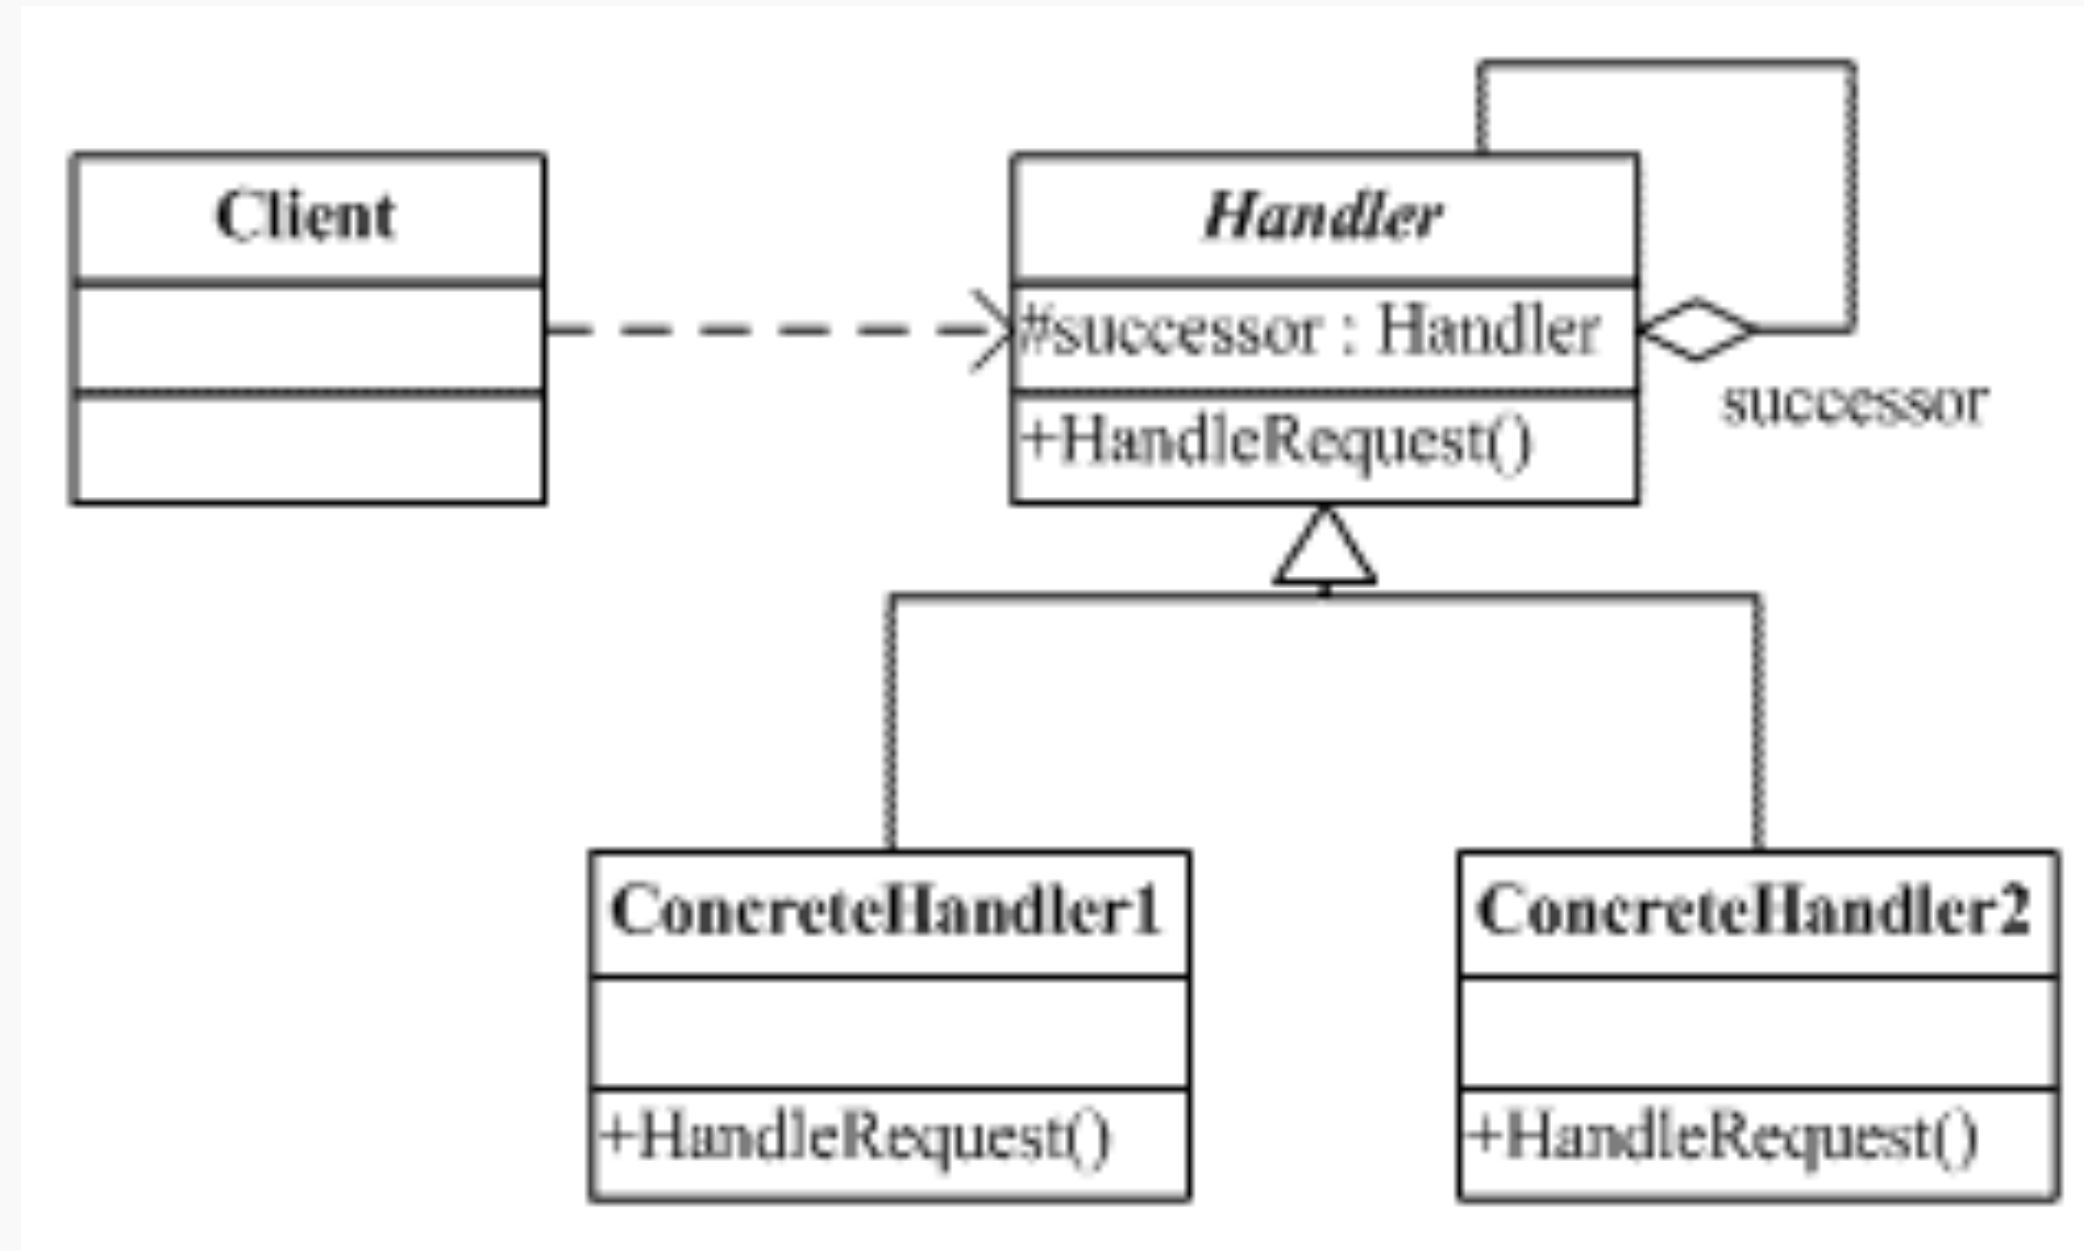 Client
Handler
#successor : Handler
successor
+HandleRequest()
ConcreteHandler1
ConcreteHandler2
+HandleRequest()
+HandleRequest()